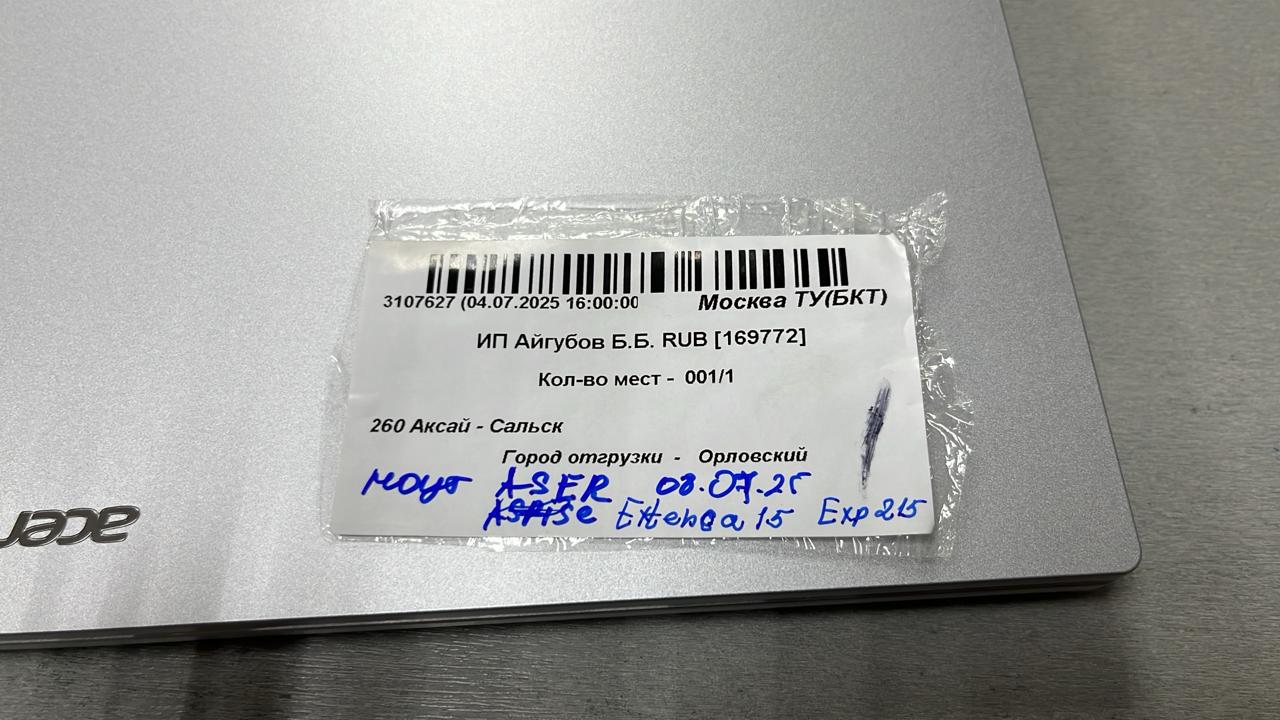 3107627 (04.07.2025 16:00:00 Москва ТУ(БКТ)
ИП Айгубов Б.Б. RUB [169772]
Кол-во мест - 001/1
260 Аксай - Сальск
Город отгрузки - Орловский
ноут ASER 08.07.25
Extensa 15 Exp215
acer